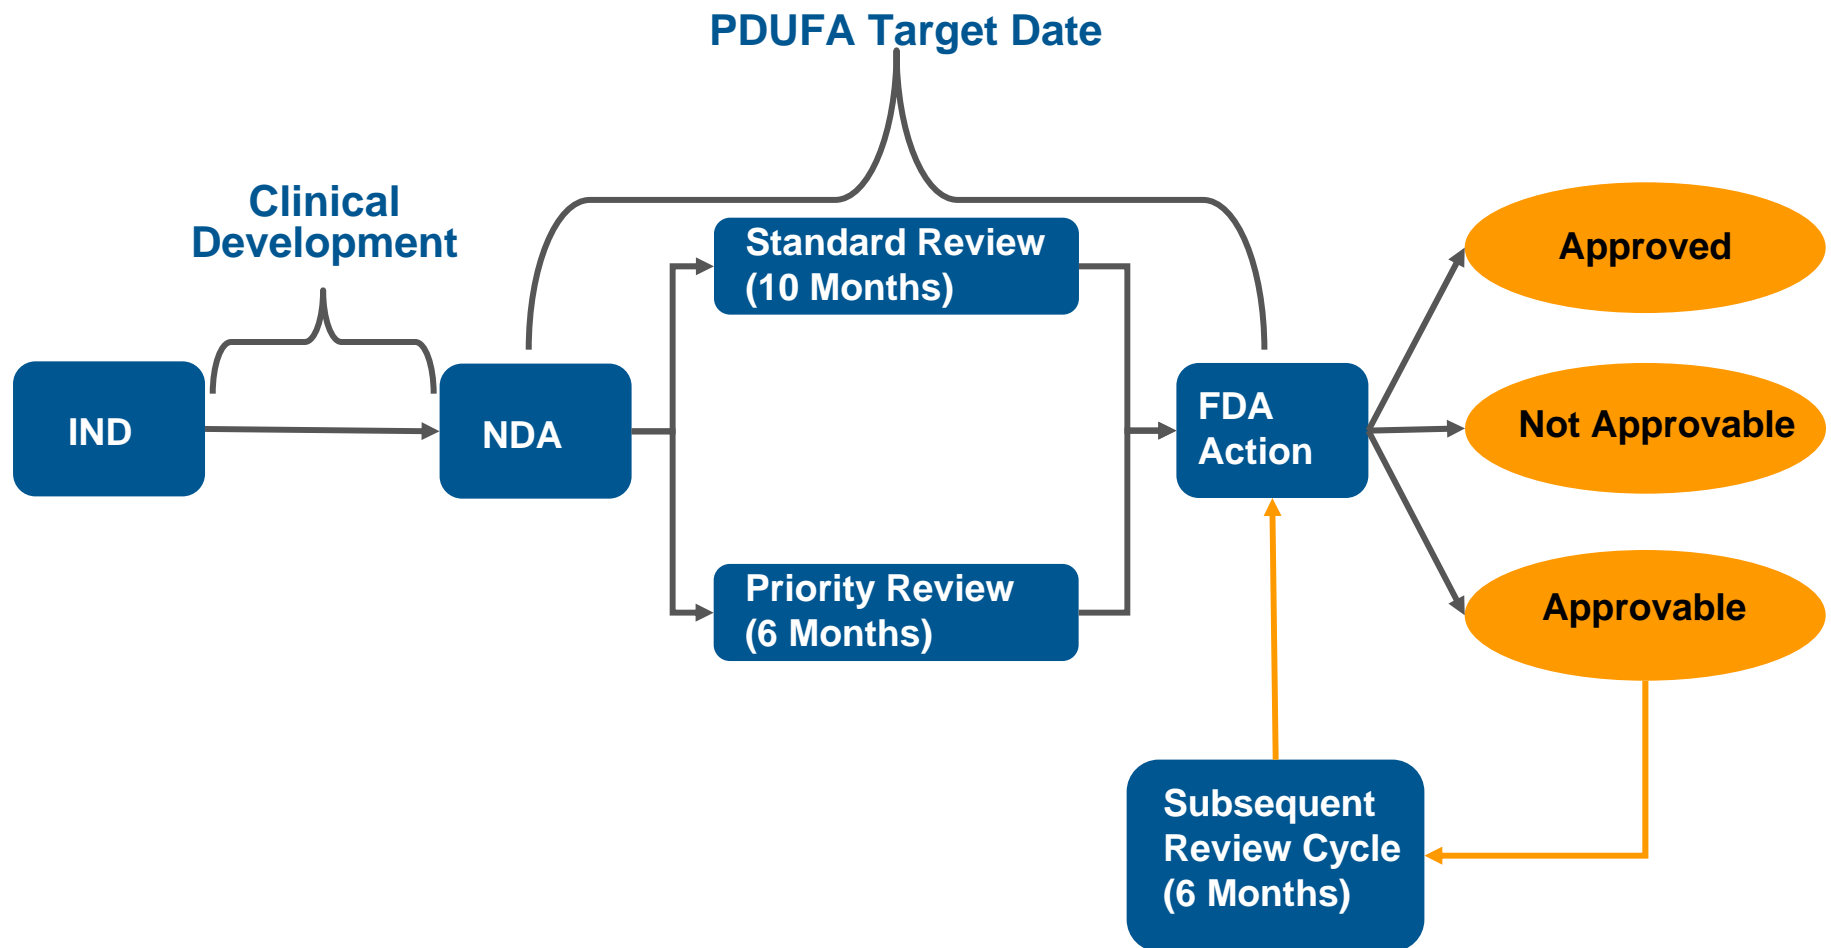 PDUFA Target Date
Clinical
Development
Standard Review
(10 Months)
Approved
IND
NDA
FDA
Action
Not Approvable
Priority Review
(6 Months)
Approvable
Subsequent
Review Cycle
(6 Months)